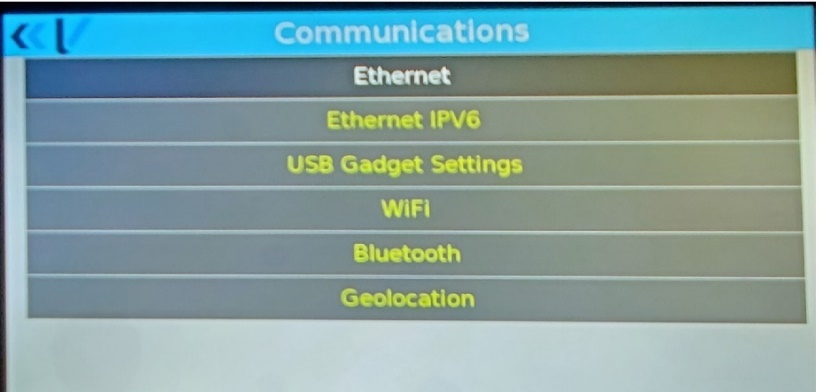 Communications
Ethernet
Ethernet IPV6
USB Gadget Settings
WiFi
Bluetooth
Geolocation